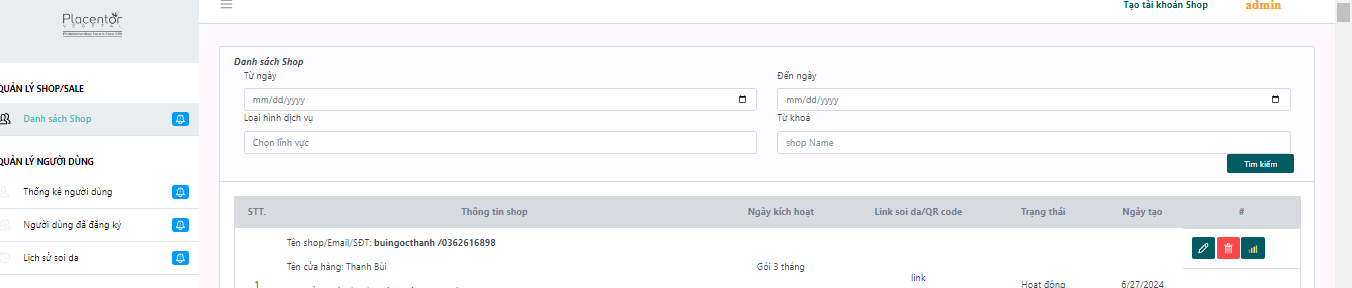 Placentor
VEGETAL
Tạo tài khoản Shop
admin
QUẢN LÝ SHOP/SALE
Danh sách Shop
QUẢN LÝ NGƯỜI DÙNG
Thống kê người dùng
Người dùng đã đăng ký
Lịch sử soi da
Danh sách Shop
Từ ngày
Đến ngày
mm/dd/yyyy
mm/dd/yyyy
Loại hình dịch vụ
Từ khoá
Chọn lĩnh vực
shop Name
Tìm kiếm
STT. Thông tin shop Ngày kích hoạt Link soi da/QR code Trạng thái Ngày tạo #
Tên shop/Email/SĐT: buingocthanh /0362616898
Tên cửa hàng: Thanh Bùi
Gói 3 tháng
link
1
Hoạt động
6/27/2024